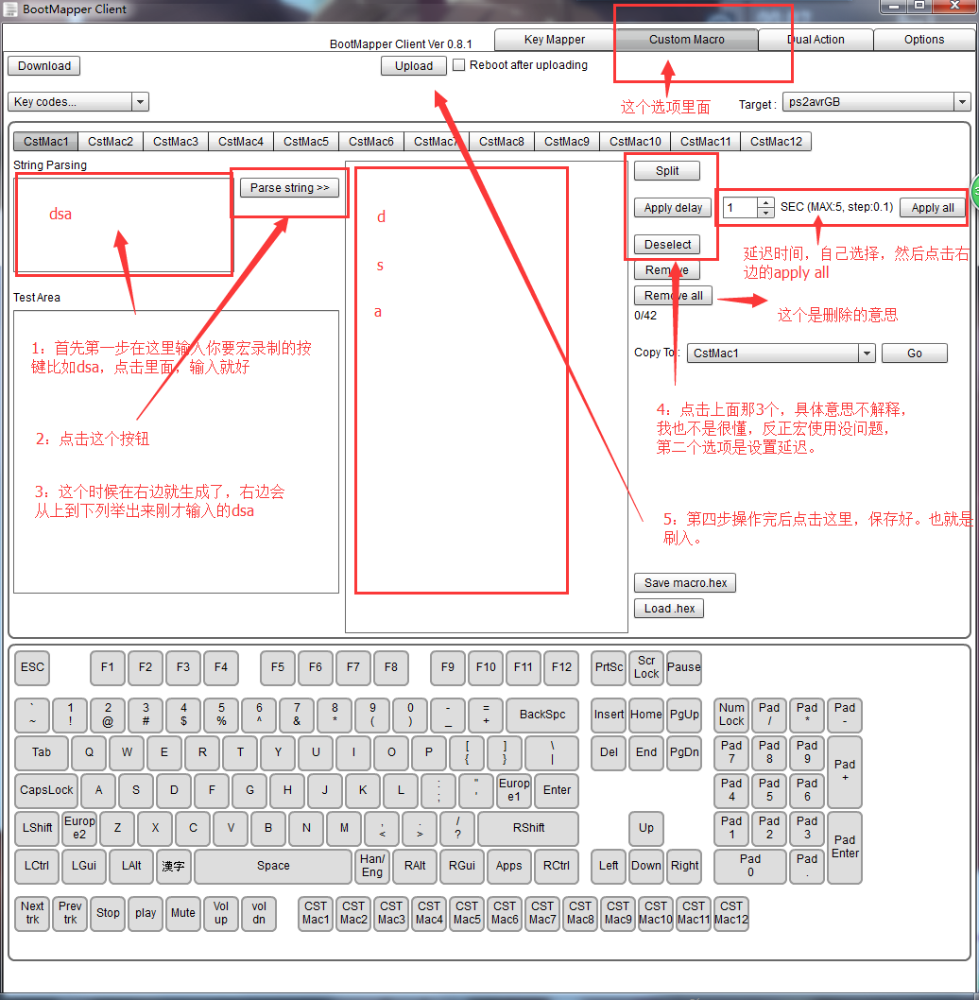 BootMapper Client
BootMapper Client Ver 0.8.1
Key Mapper
Custom Macro
Dual Action
Options
Download
Upload
Reboot after uploading
Key codes...
这个选项里面
Target :
ps2avrGB
CstMac1
CstMac2
CstMac3
CstMac4
CstMac5
CstMac6
CstMac7
CstMac8
CstMac9
CstMac10
CstMac11
CstMac12
String Parsing
dsa
Parse string >>
d
s
a
Split
Apply delay
1
SEC (MAX:5, step:0.1)
Apply all
Deselect
Remove
Remove all
0/42
延迟时间，自己选择，然后点击右
边的apply all
这个是删除的意思
Test Area
1：首先第一步在这里输入你要宏录制的按
键比如dsa，点击里面，输入就好
2：点击这个按钮
3：这个时候在右边就生成了，右边会
从上到下列举出来刚才输入的dsa
Copy To :
CstMac1
Go
4：点击上面那3个，具体意思不解释，
我也不是很懂，反正宏使用没问题，
第二个选项是设置延迟。
5：第四步操作完后点击这里，保存好。也就是
刷入。
Save macro.hex
Load .hex
ESC F1 F2 F3 F4 F5 F6 F7 F8 F9 F10 F11 F12 PrtSc Scr Lock Pause
` ~ 1 ! 2 @ 3 # 4 $ 5 % 6 ^ 7 & 8 * 9 ( 0 ) - _ = + BackSpc Insert Home PgUp Num Lock Pad / Pad * Pad -
Tab Q W E R T Y U I O P [ { ] } \ | Del End PgDn Pad 7 Pad 8 Pad 9 Pad +
CapsLock A S D F G H J K L : ; " ' Europe1 Enter Pad 4 Pad 5 Pad 6
LShift Europe2 Z X C V B N M , < . > / ? RShift Up Pad 1 Pad 2 Pad 3 Pad Enter
LCtrl LGui LAlt 漢字 Space Han/ Eng RAlt RGui Apps RCtrl Left Down Right Pad 0 Pad .
Next trk Prev trk Stop play Mute Vol up vol dn CST Mac1 CST Mac2 CST Mac3 CST Mac4 CST Mac5 CST Mac6 CST Mac7 CST Mac8 CST Mac9 CST Mac10 CST Mac11 CST Mac12